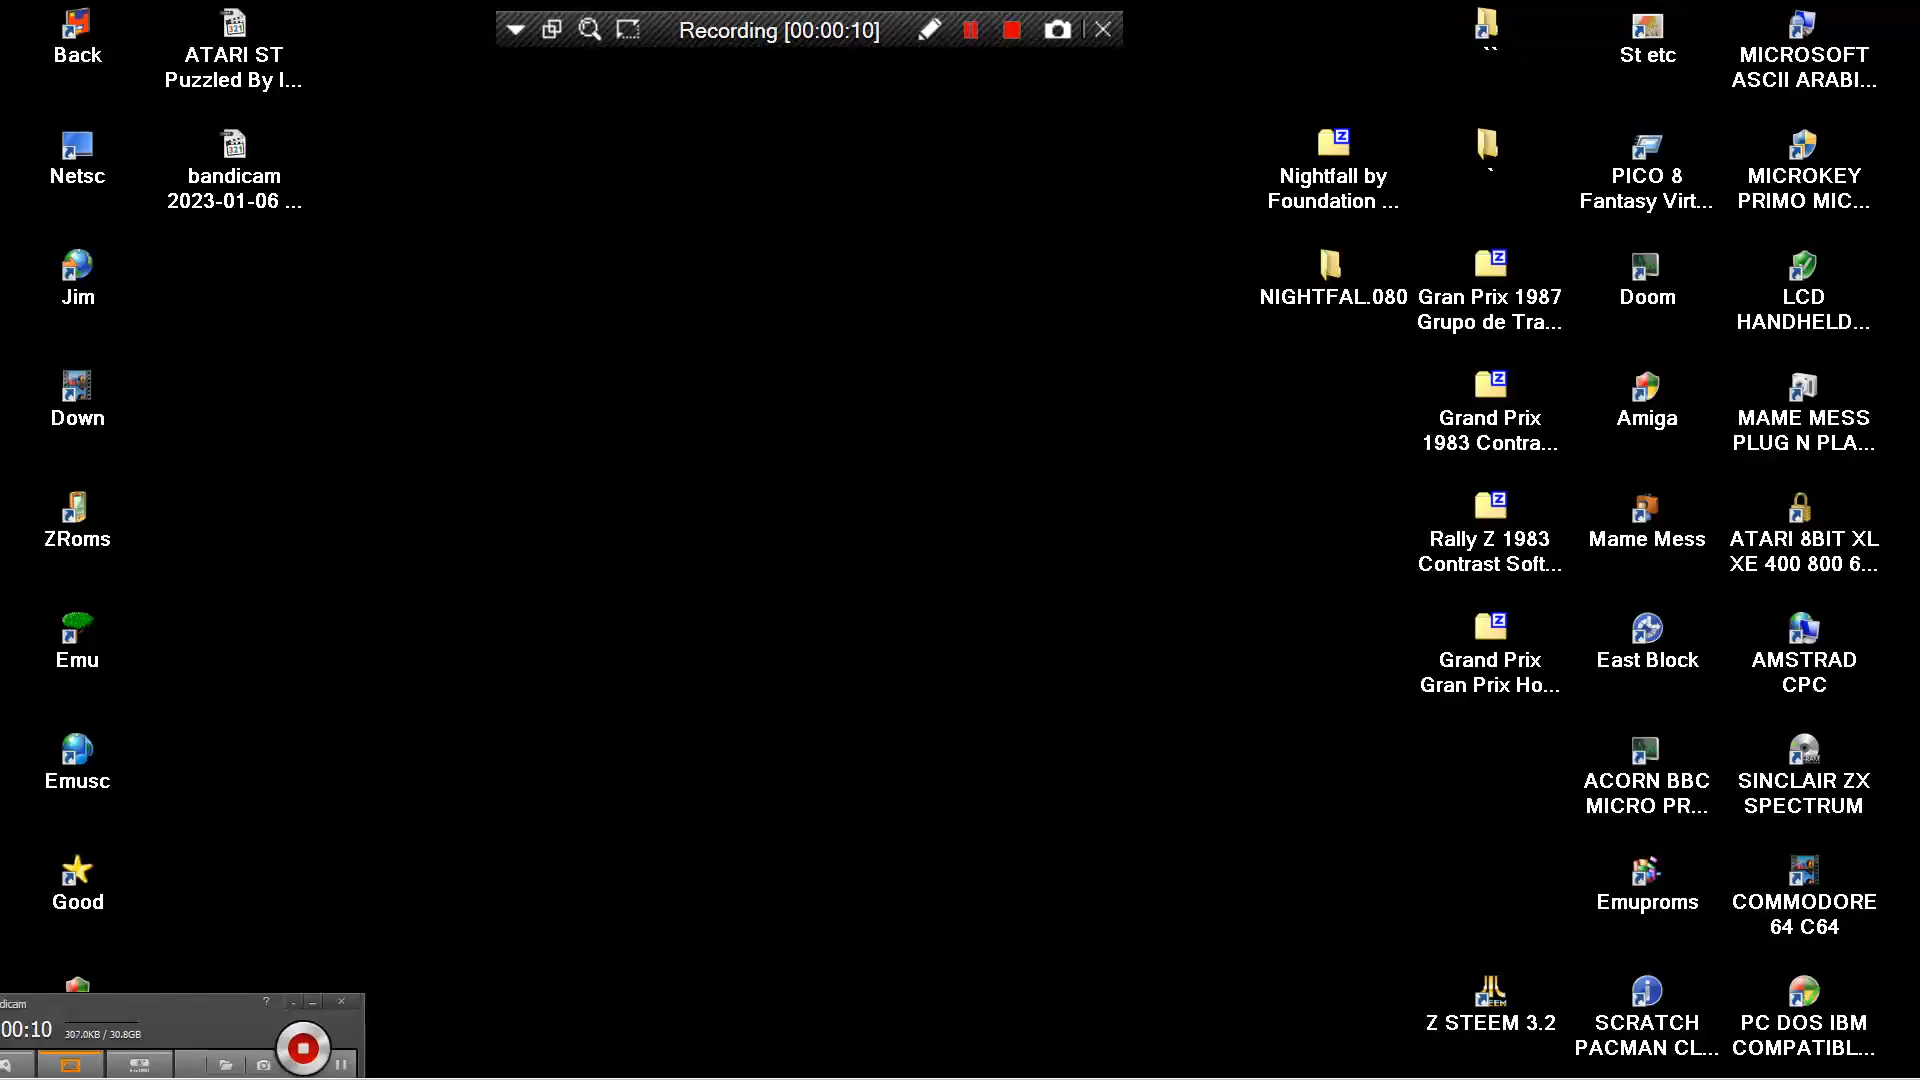 Recording [00:00:10]
Back
ATARI ST
Puzzled By I...
Netsc
bandicam
2023-01-06 ...
Jim
Down
ZRoms
Emu
Emusc
Good
Nightfall by
Foundation ...
NIGHTFAL.080
``
`
Gran Prix 1987
Grupo de Tra...
Grand Prix
1983 Contra...
Rally Z 1983
Contrast Soft...
Grand Prix
Gran Prix Ho...
Z STEEM 3.2
St etc
PICO 8
Fantasy Virt...
Doom
Amiga
Mame Mess
East Block
ACORN BBC
MICRO PR...
Emuproms
SCRATCH
PACMAN CL...
MICROSOFT
ASCII ARABI...
MICROKEY
PRIMO MIC...
LCD
HANDHELD...
MAME MESS
PLUG N PLA...
ATARI 8BIT XL
XE 400 800 6...
AMSTRAD
CPC
SINCLAIR ZX
SPECTRUM
COMMODORE
64 C64
PC DOS IBM
COMPATIBL...
dicam
00:10
307.0KB / 30.8GB